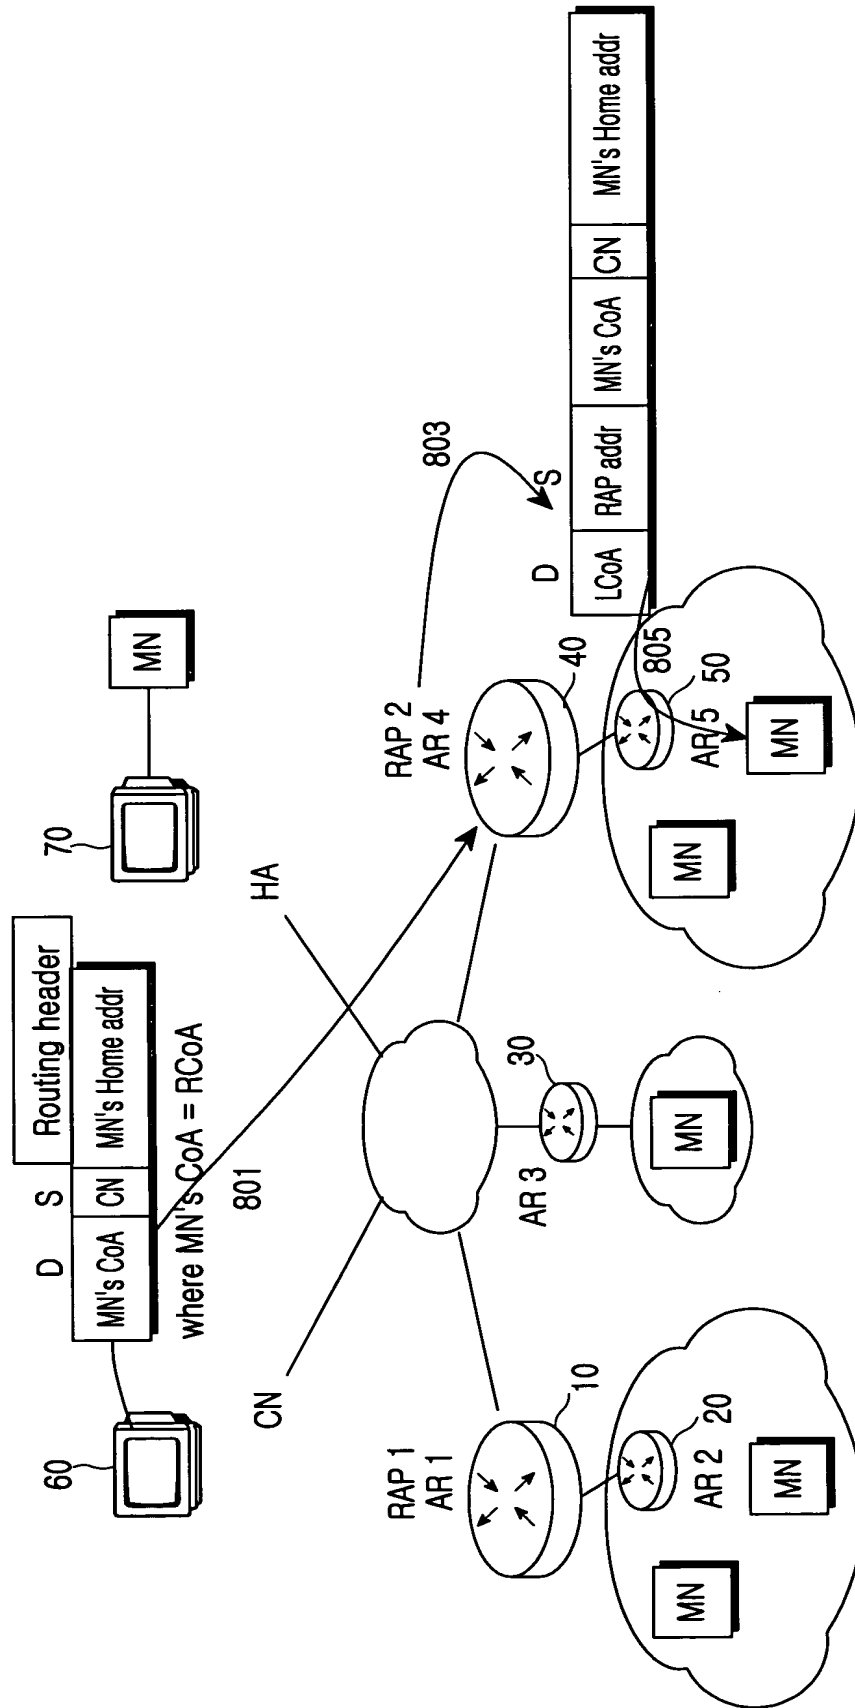 Routing header
D S
MN's CoA CN MN's Home addr
where MN's CoA = RCoA
60
70
MN
801
CN
HA
RAP 1
AR 1
10
RAP 2
AR 4
40
803
AR 3
30
D S
LCoA RAP addr MN's CoA CN MN's Home addr
20
AR 2
MN
MN
MN
805
50
AR 5
MN
MN